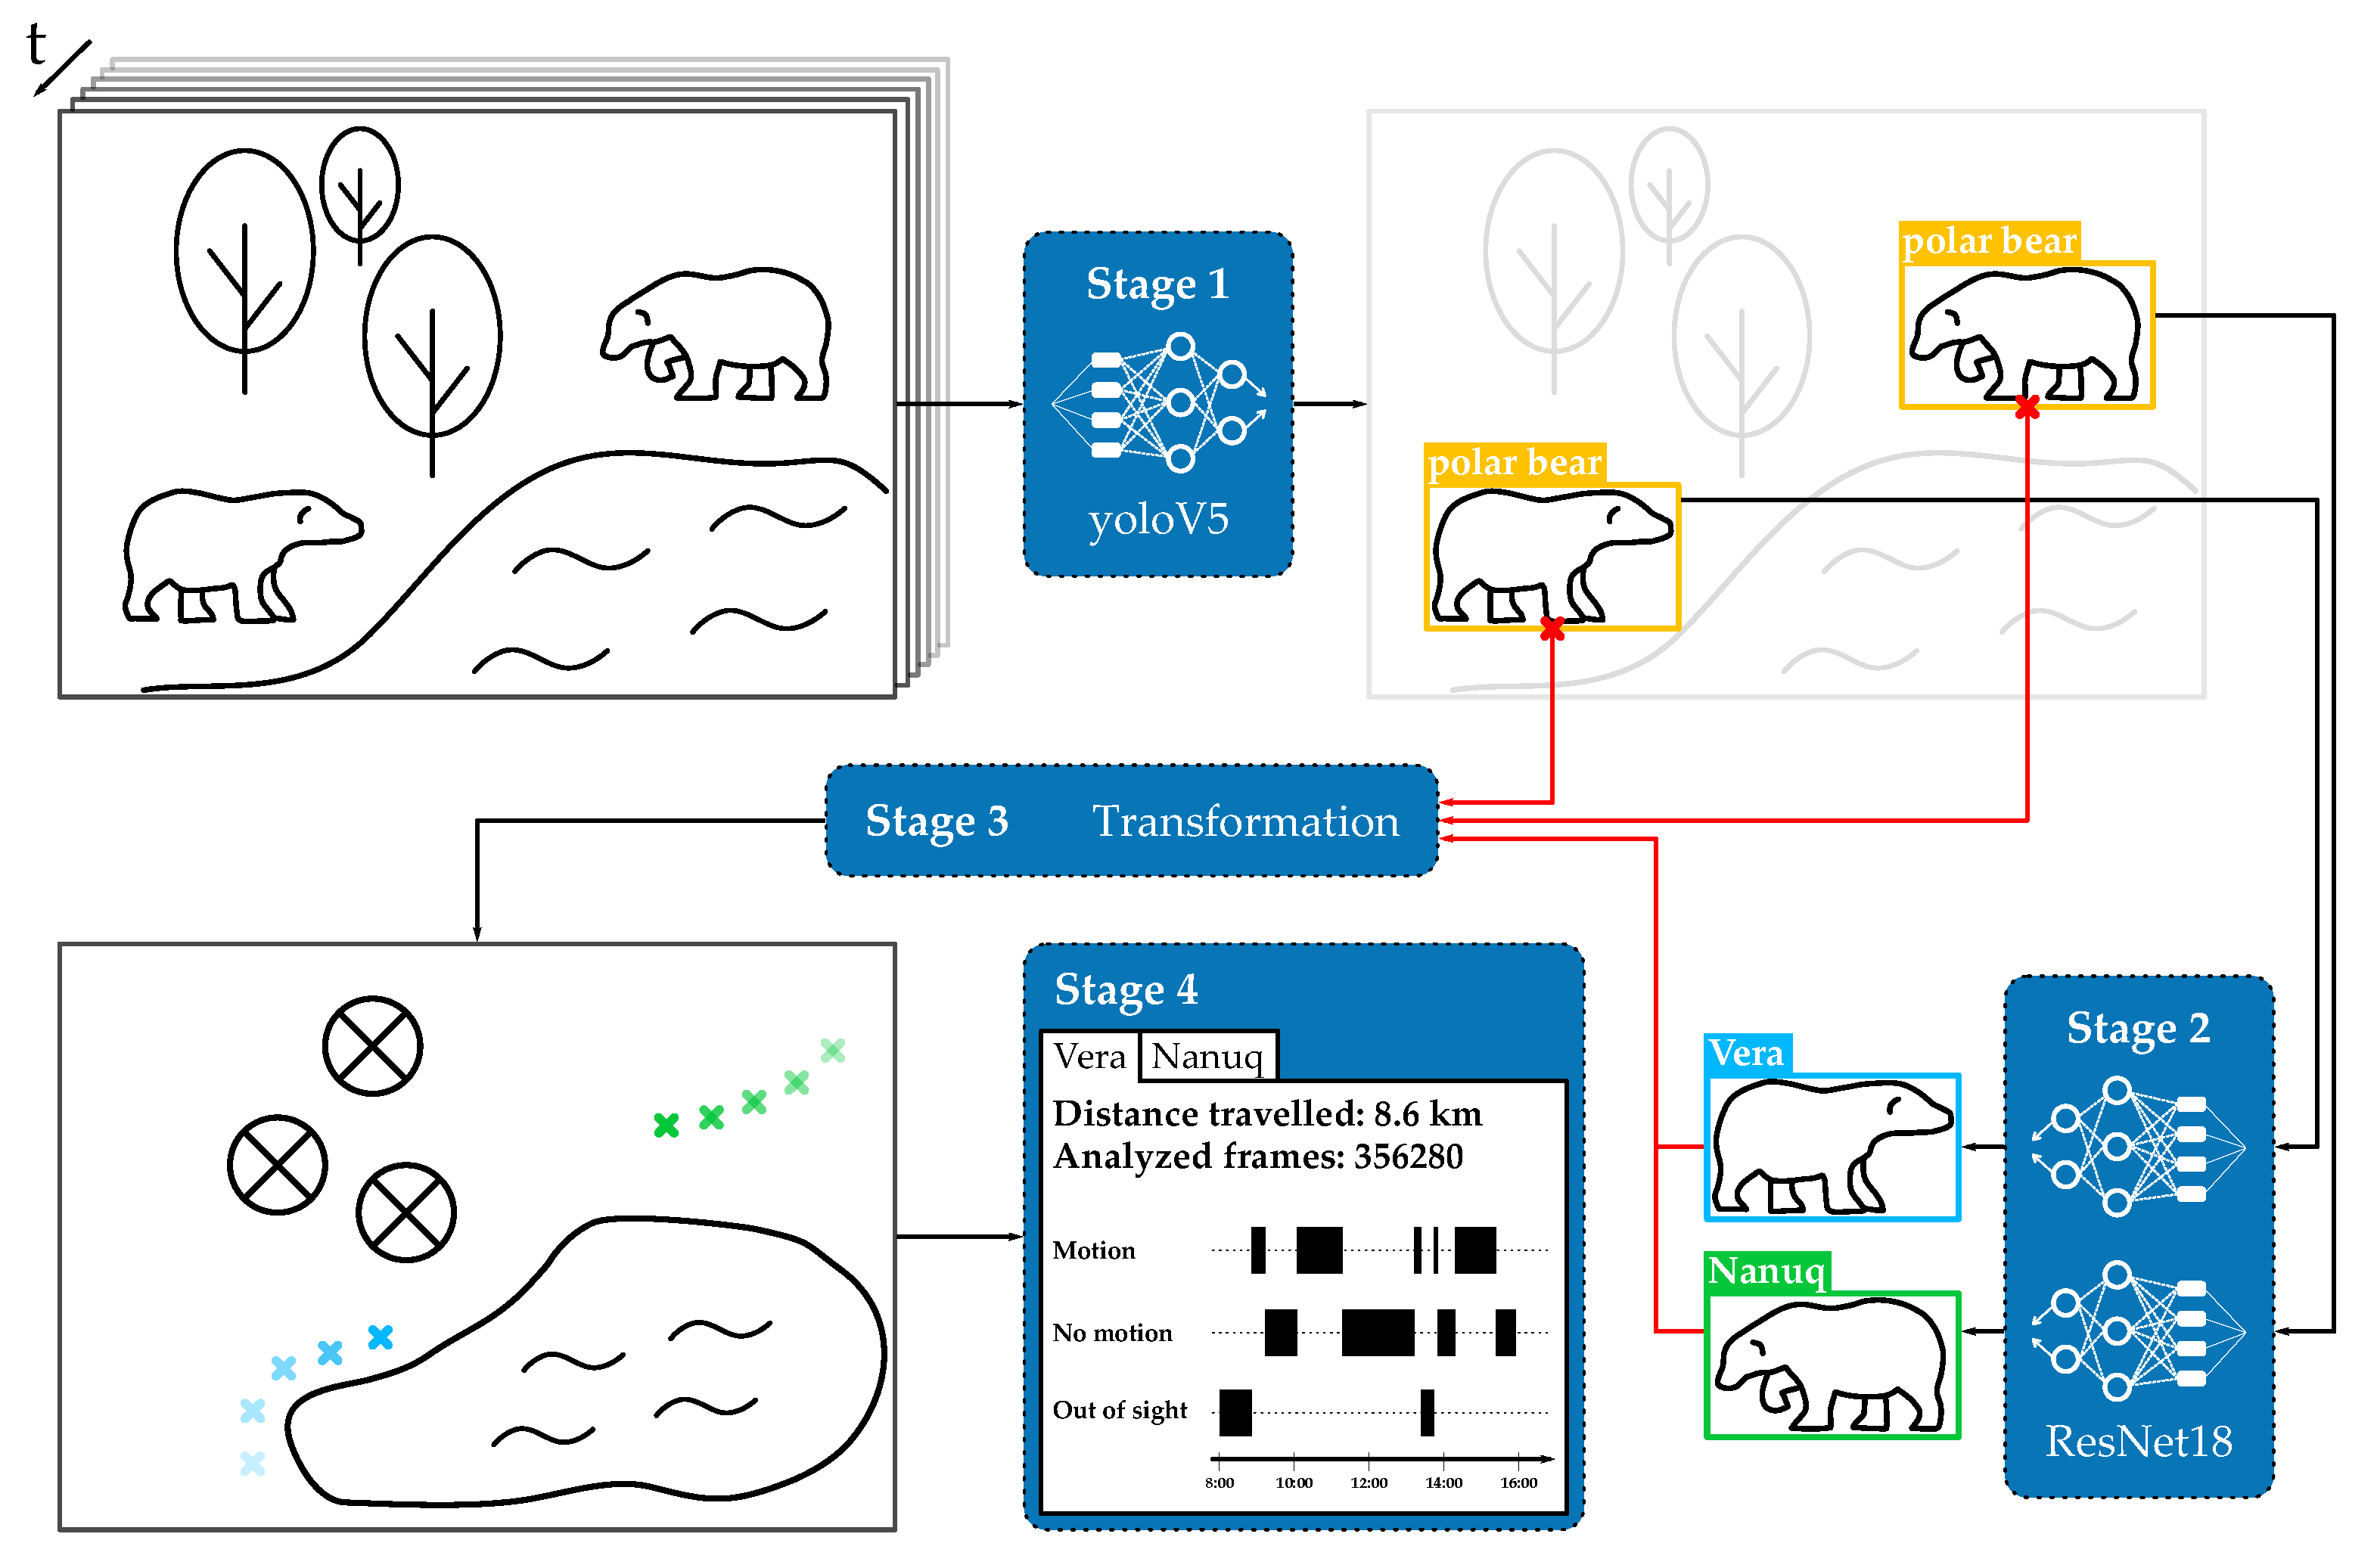 t
Stage 1
yoloV5
polar bear
polar bear
Stage 3 Transformation
Stage 4
Vera Nanuq
Distance travelled: 8.6 km
Analyzed frames: 356280
Motion
No motion
Out of sight
8:00 10:00 12:00 14:00 16:00
Vera
Nanuq
Stage 2
ResNet18